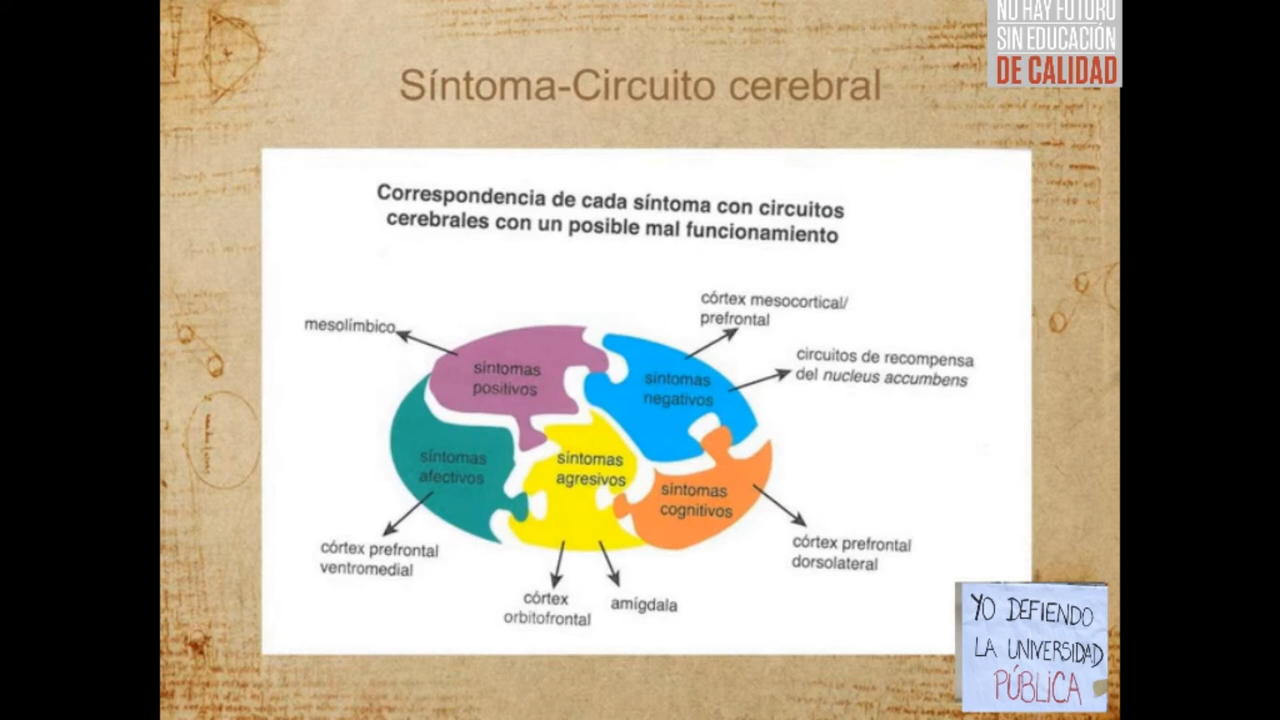 NO HAY FUTURO
SIN EDUCACIÓN
DE CALIDAD
Síntoma-Circuito cerebral
Correspondencia de cada síntoma con circuitos
cerebrales con un posible mal funcionamiento
córtex mesocortical/
prefrontal
mesolímbico
circuitos de recompensa
del nucleus accumbens
síntomas
positivos
síntomas
negativos
síntomas
afectivos
síntomas
agresivos
síntomas
cognitivos
córtex prefrontal
ventromedial
córtex
orbitofrontal
amígdala
córtex prefrontal
dorsolateral
YO DEFIENDO
LA UNIVERSIDAD
PÚBLICA